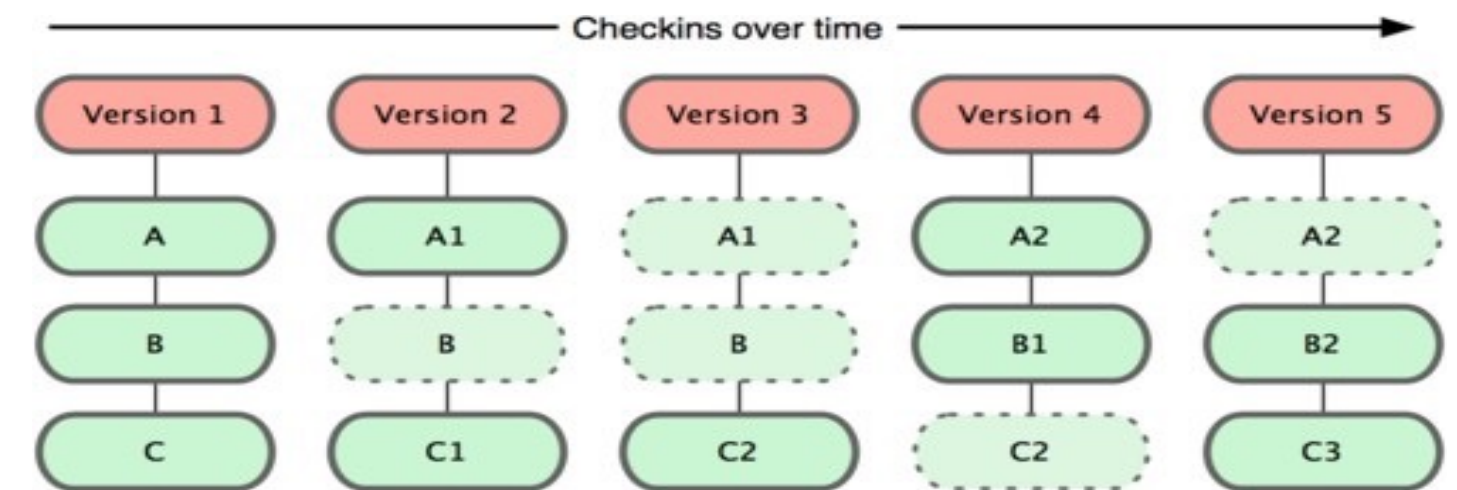 Checkins over time
Version 1 Version 2 Version 3 Version 4 Version 5
A A1 A1 A2 A2
B B B B1 B2
C C1 C2 C2 C3